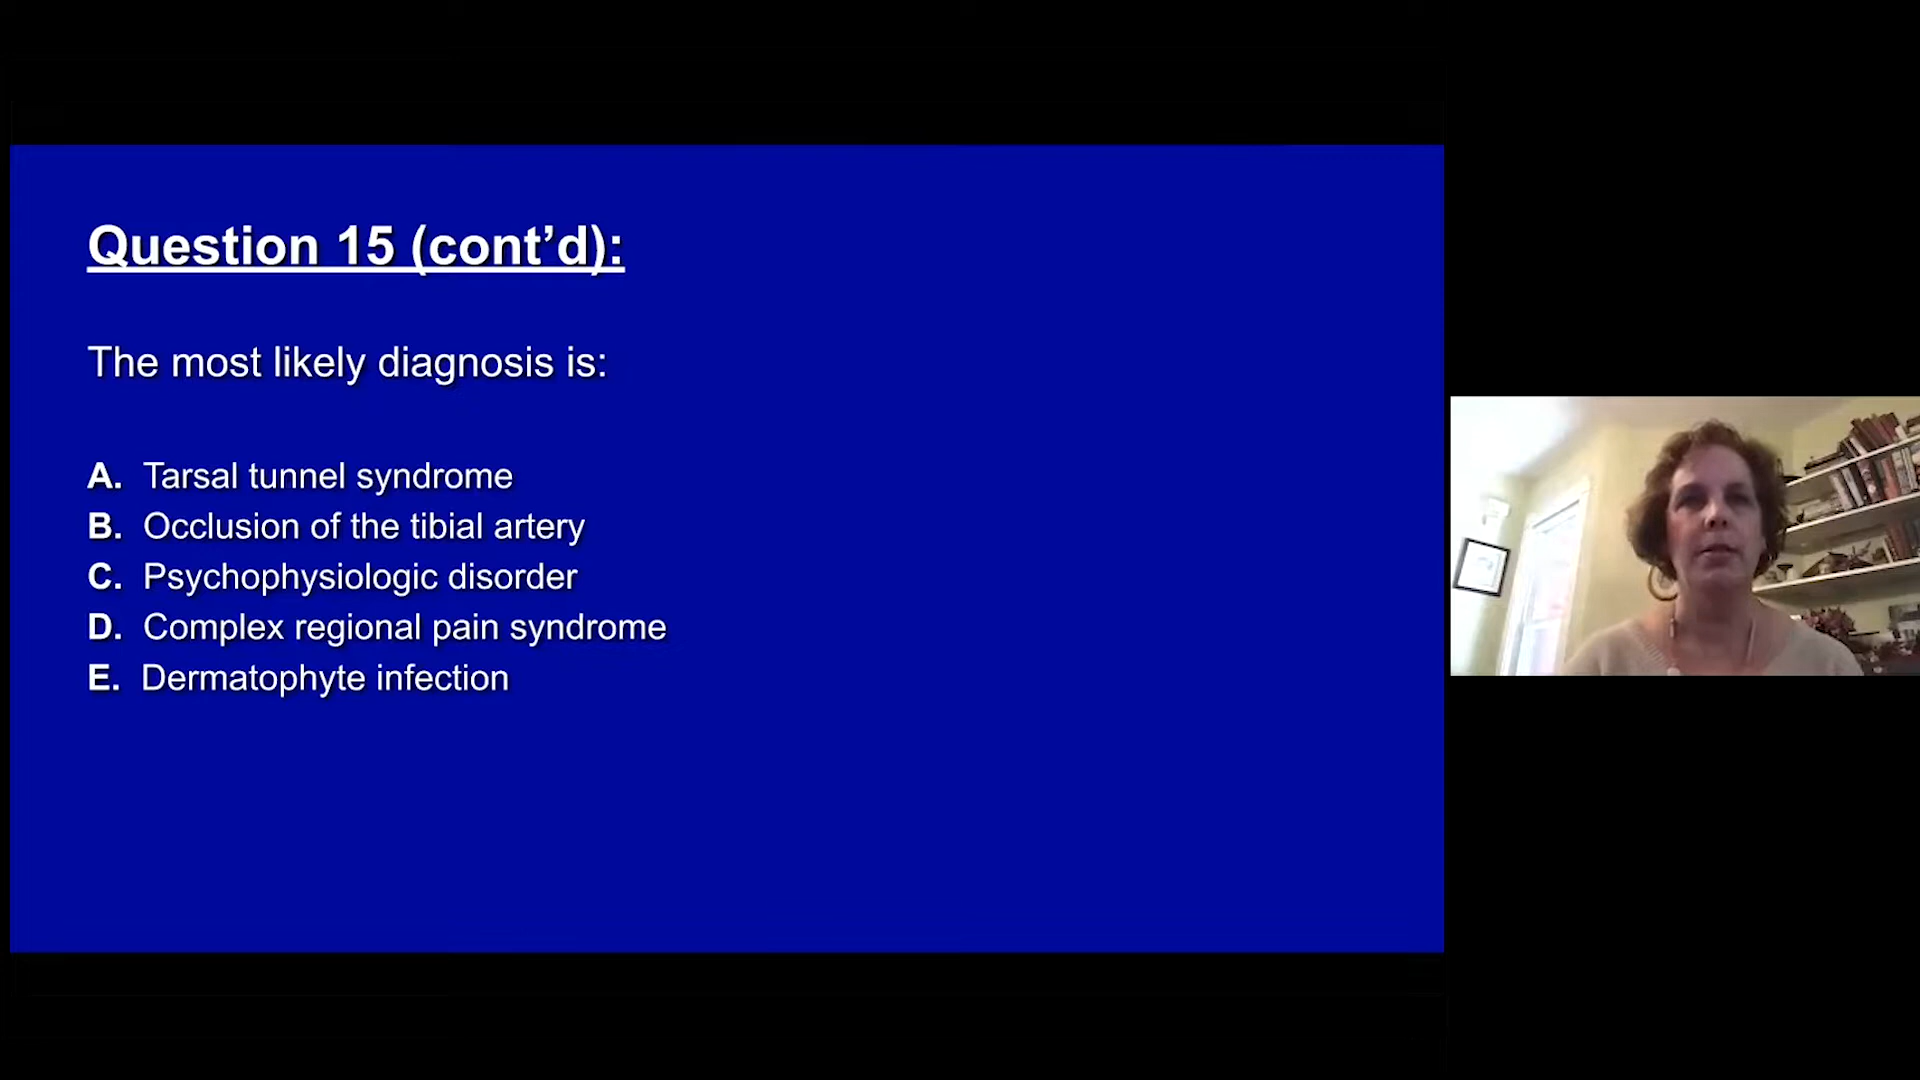 Question 15 (cont’d):
The most likely diagnosis is:
A. Tarsal tunnel syndrome
B. Occlusion of the tibial artery
C. Psychophysiologic disorder
D. Complex regional pain syndrome
E. Dermatophyte infection